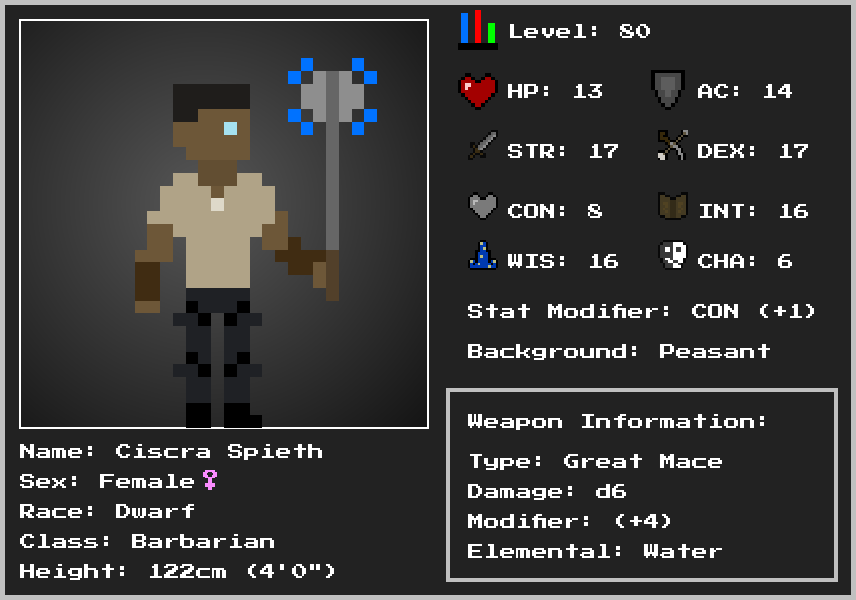 Level: 80
HP: 13 AC: 14
STR: 17 DEX: 17
CON: 8 INT: 16
WIS: 16 CHA: 6
Stat Modifier: CON (+1)
Background: Peasant
Weapon Information:
Type: Great Mace
Damage: d6
Modifier: (+4)
Elemental: Water
Name: Ciscra Spieth
Sex: Female♀
Race: Dwarf
Class: Barbarian
Height: 122cm (4'0")